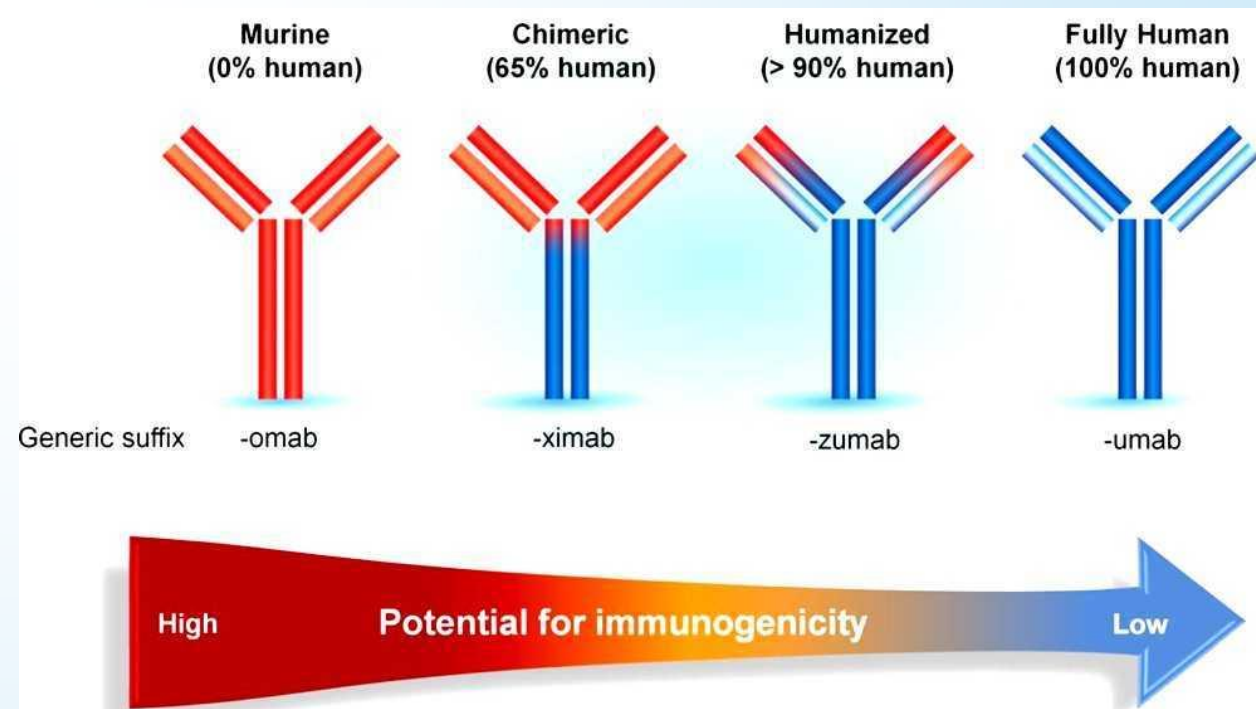 Murine
(0% human)
Chimeric
(65% human)
Humanized
(> 90% human)
Fully Human
(100% human)
Generic suffix
-omab
-ximab
-zumab
-umab
High
Potential for immunogenicity
Low